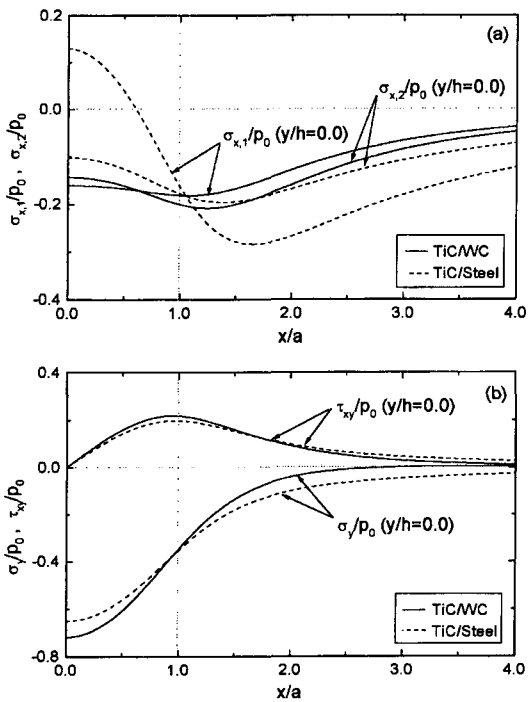 (a)
0.2
0.0
-0.2
-0.4
σx,1/p0 , σx,2/p0
σx,2/p0 (y/h=0.0)
σx,1/p0 (y/h=0.0)
TiC/WC
TiC/Steel
0.0 1.0 2.0 3.0 4.0
x/a
(b)
0.4
0.0
-0.4
-0.8
σy/p0 , τxy/p0
τxy/p0 (y/h=0.0)
σy/p0 (y/h=0.0)
TiC/WC
TiC/Steel
0.0 1.0 2.0 3.0 4.0
x/a